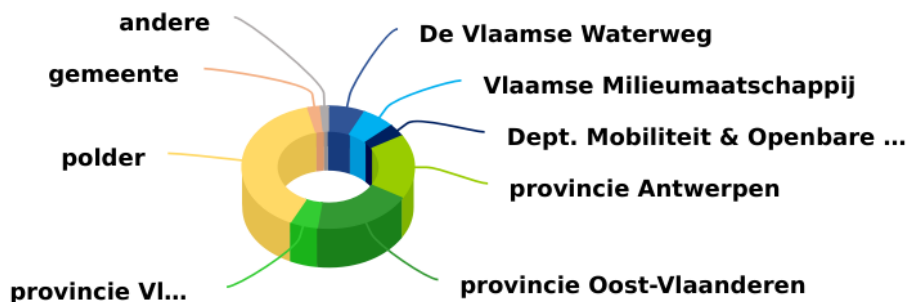 andere
De Vlaamse Waterweg
gemeente
Vlaamse Milieumaatschappij
Dept. Mobiliteit & Openbare ...
polder
provincie Antwerpen
provincie Vl...
provincie Oost-Vlaanderen